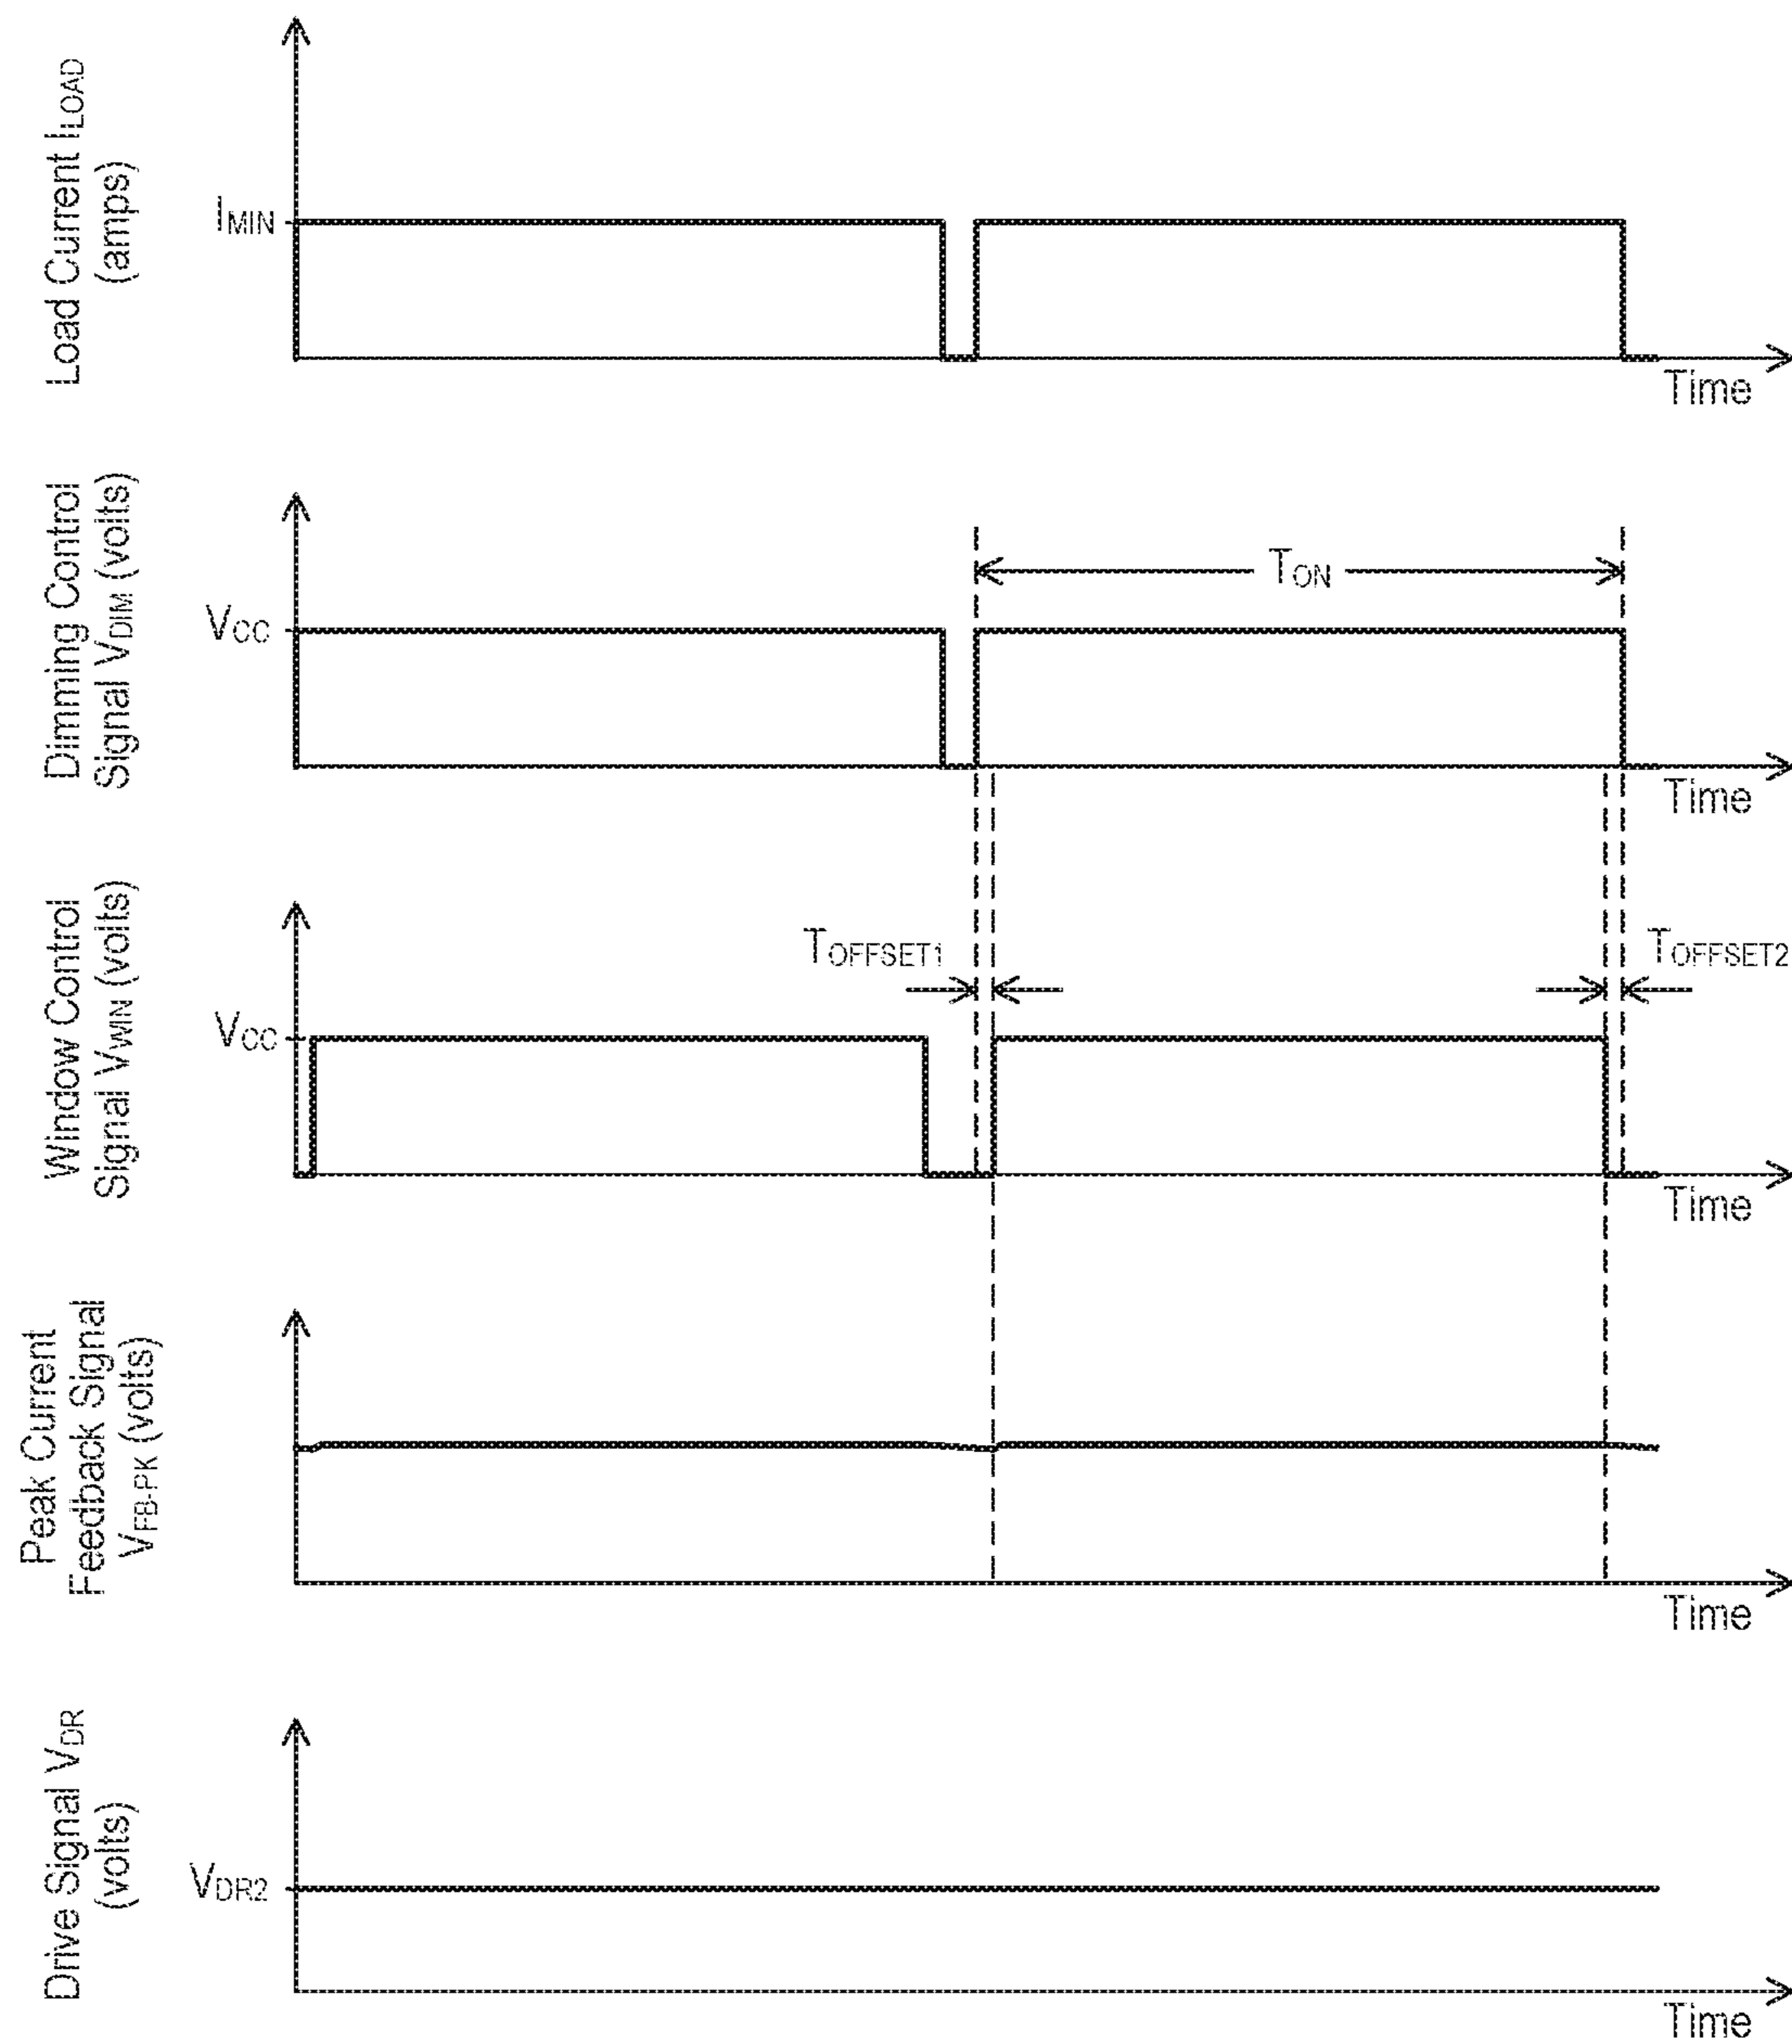 Load Current ILOAD
(amps)
IMIN
Time
Dimming Control
Signal VDIM (volts)
VCC
TON
Time
Window Control
Signal VWIN (volts)
VCC
TOFFSET1
TOFFSET2
Time
Peak Current
Feedback Signal
VFB-PK (volts)
Time
Drive Signal VDR
(volts)
VDR2
Time